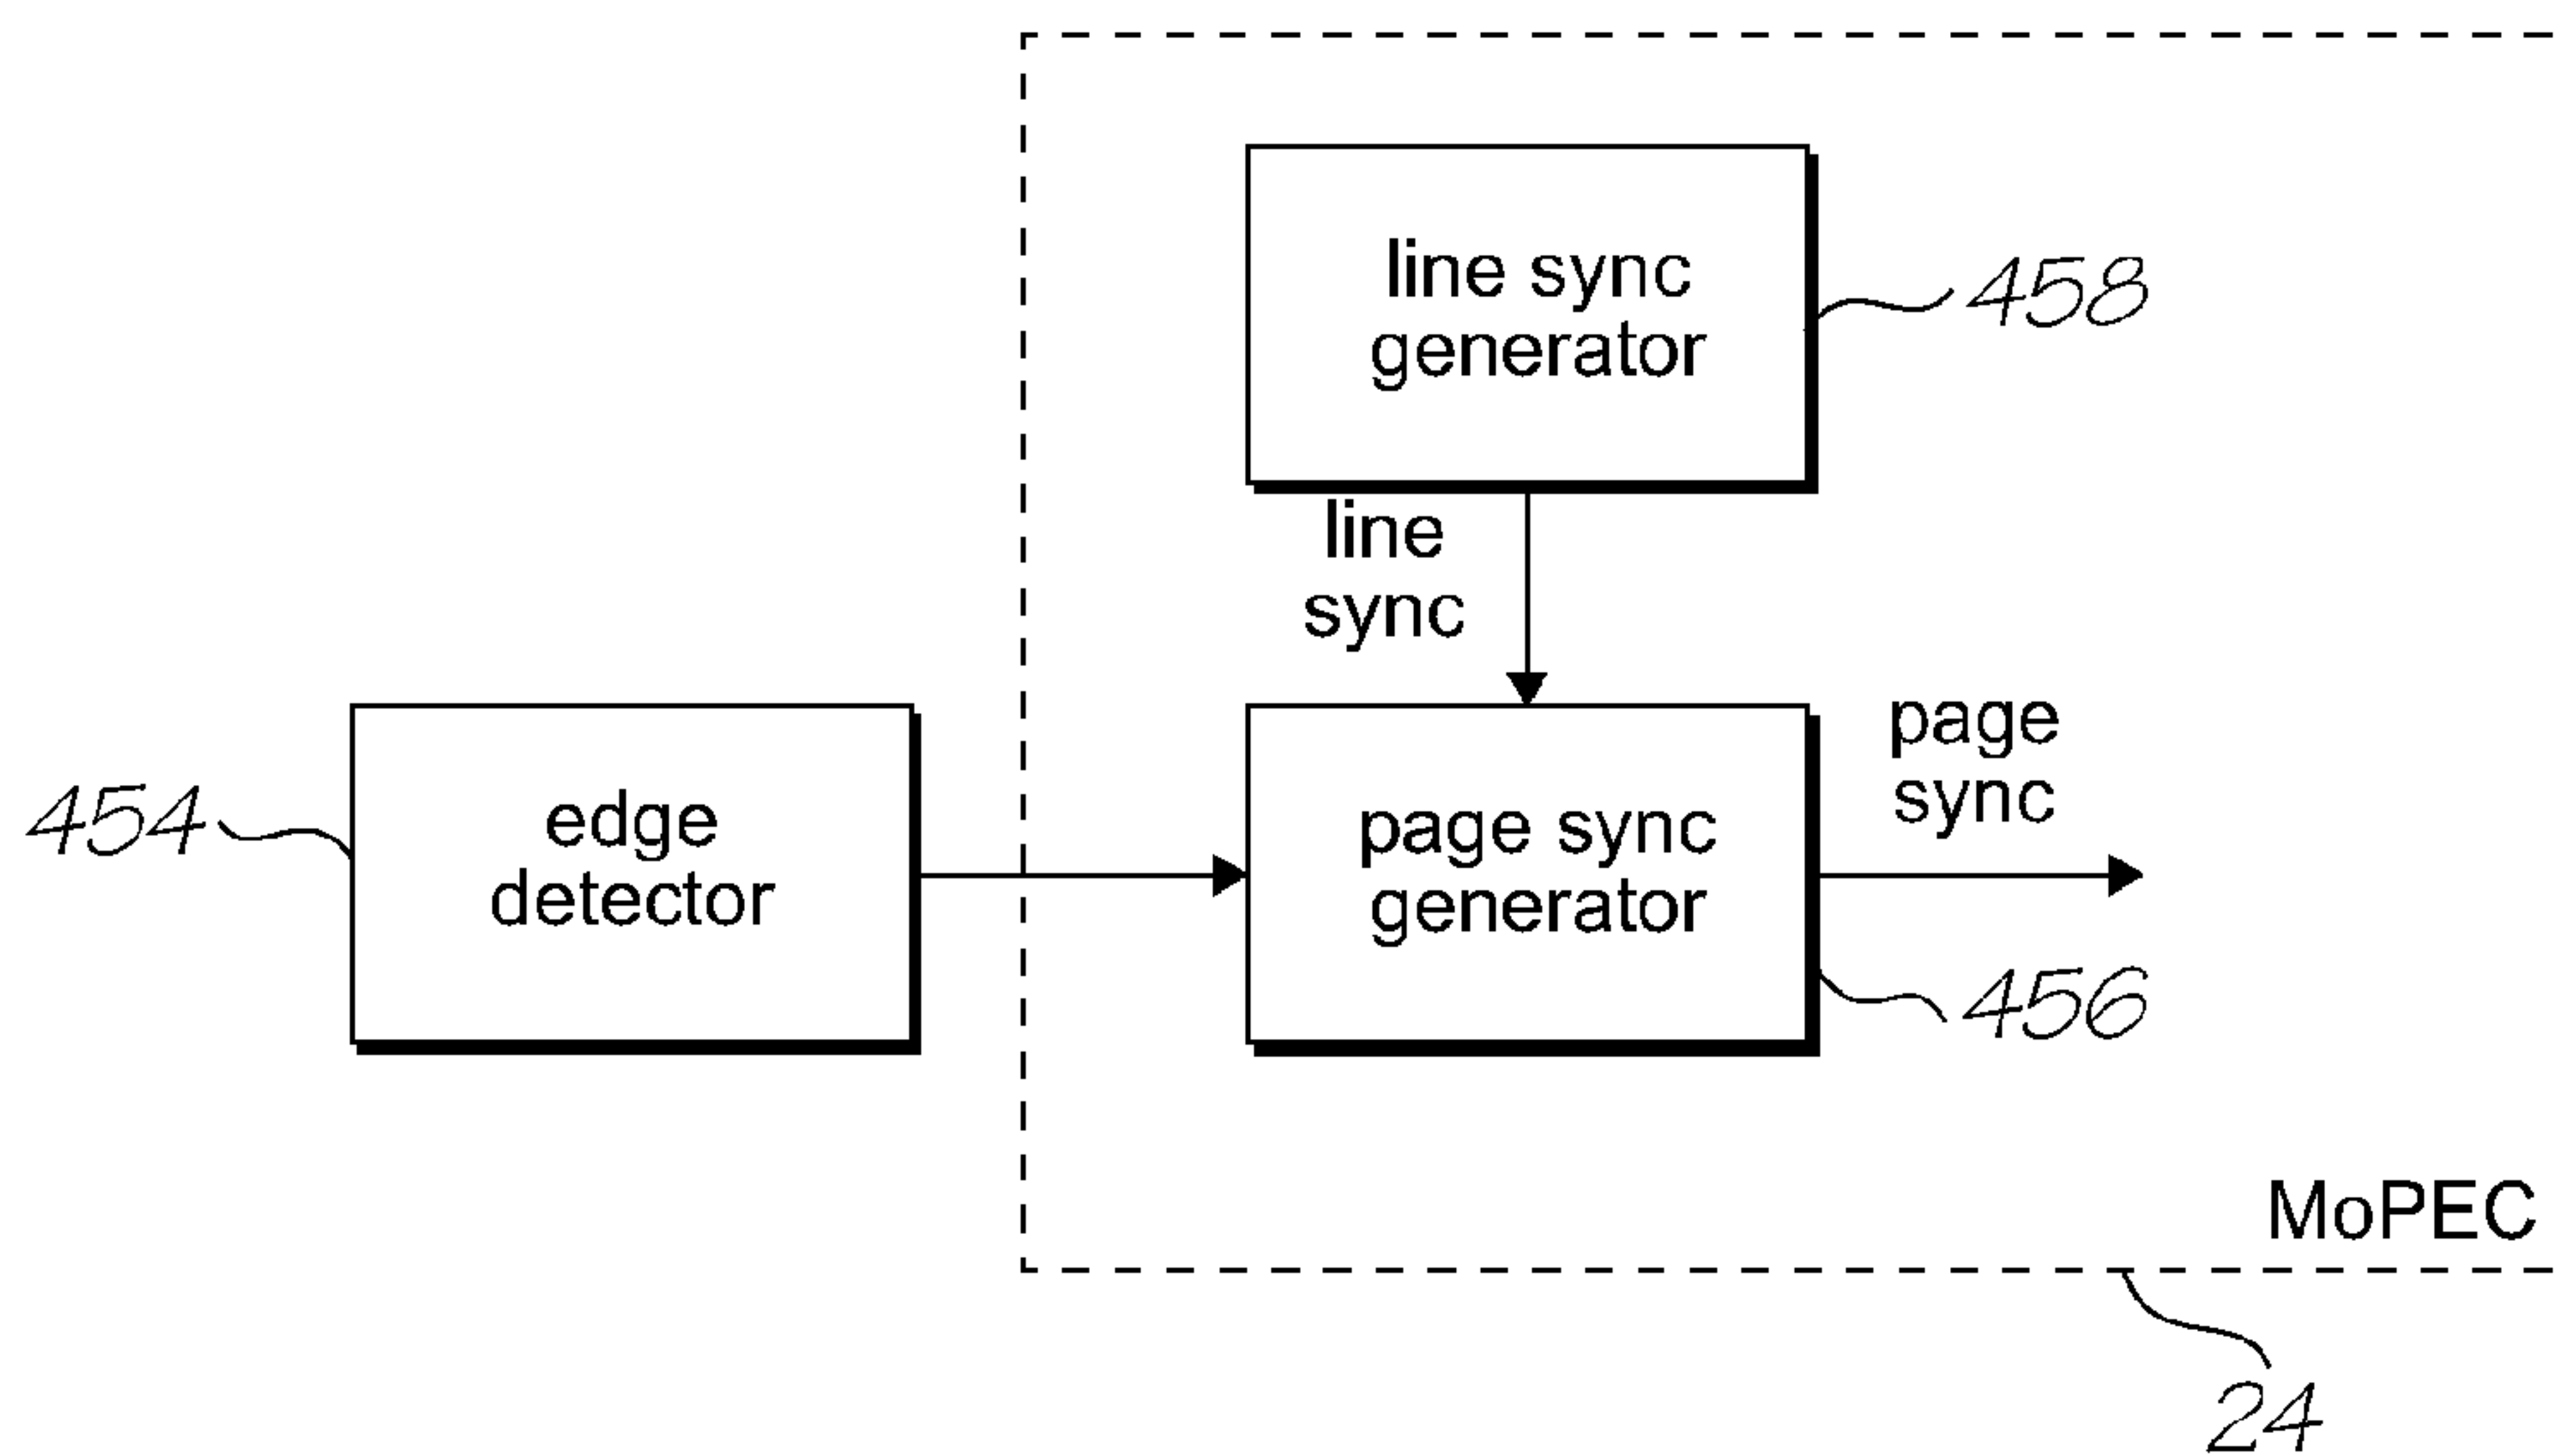 line sync
generator
458
line
sync
454
edge
detector
page sync
generator
page
sync
456
MoPEC
24